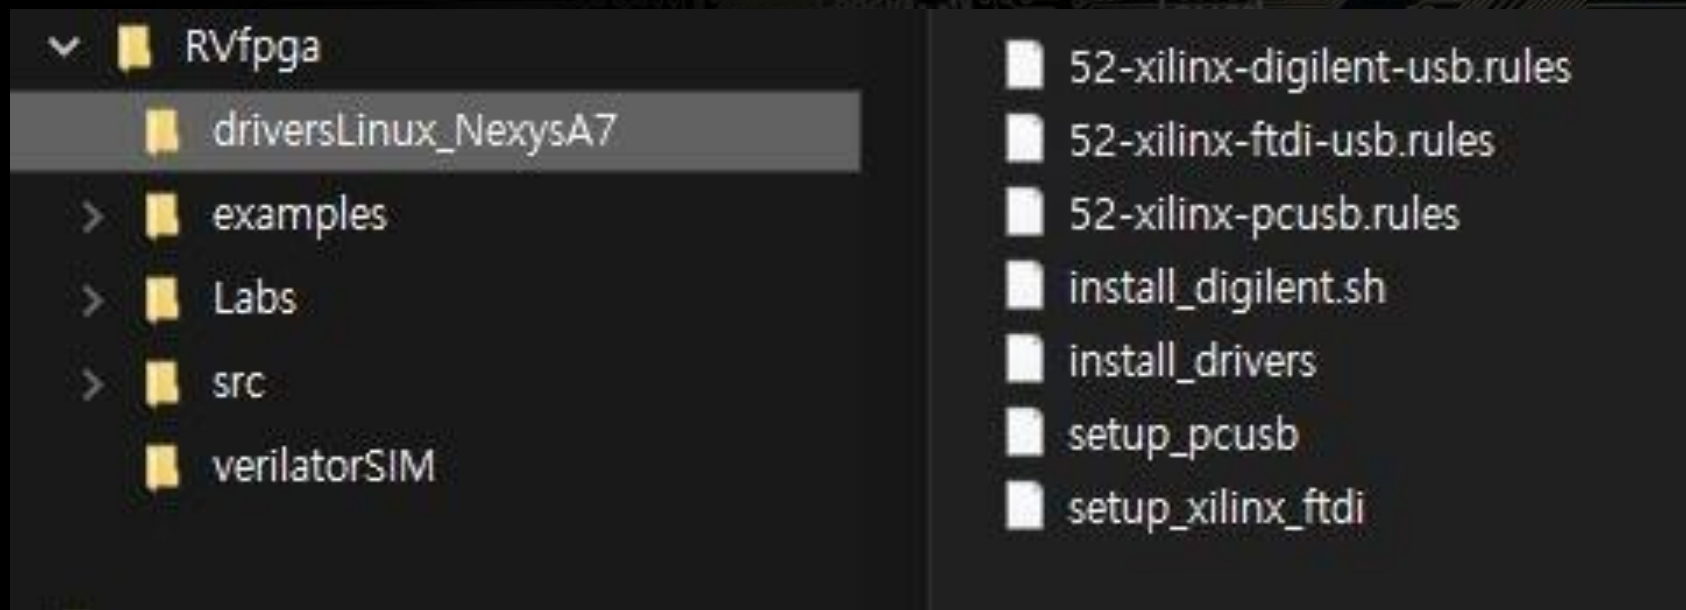 RVfpga
driversLinux_NexysA7
examples
Labs
src
verilatorSIM
52-xilinx-digilent-usb.rules
52-xilinx-ftdi-usb.rules
52-xilinx-pcusb.rules
install_digilent.sh
install_drivers
setup_pcusb
setup_xilinx_ftdi